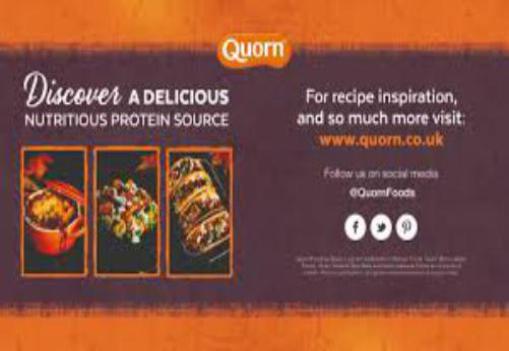 Quorn
Discover A DELICIOUS
NUTRITIOUS PROTEIN SOURCE
For recipe inspiration,
and so much more visit:
www.quorn.co.uk
Follow us on social media
@QuornFoods